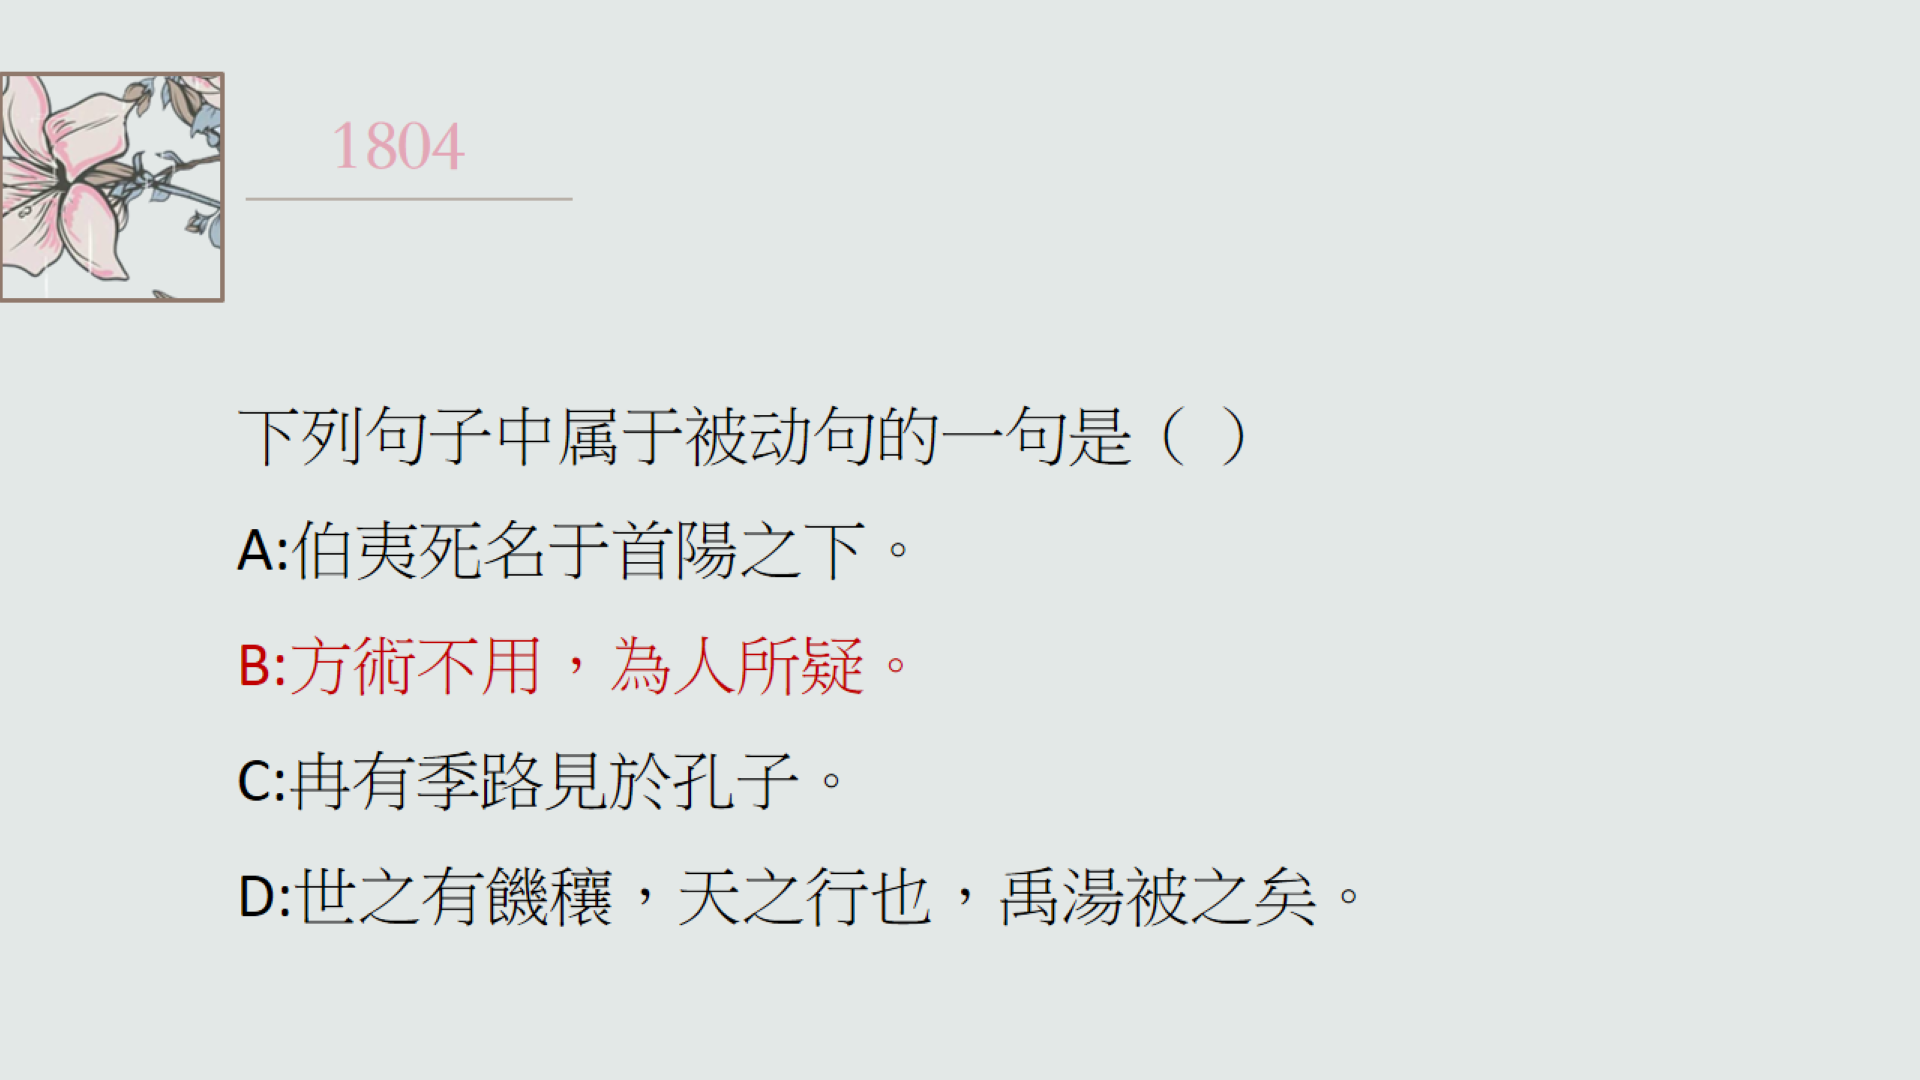 1804
下列句子中属于被动句的一句是（ ）
A:伯夷死名于首陽之下。
B:方術不用，為人所疑。
C:冉有季路見於孔子。
D:世之有饑穰，天之行也，禹湯被之矣。